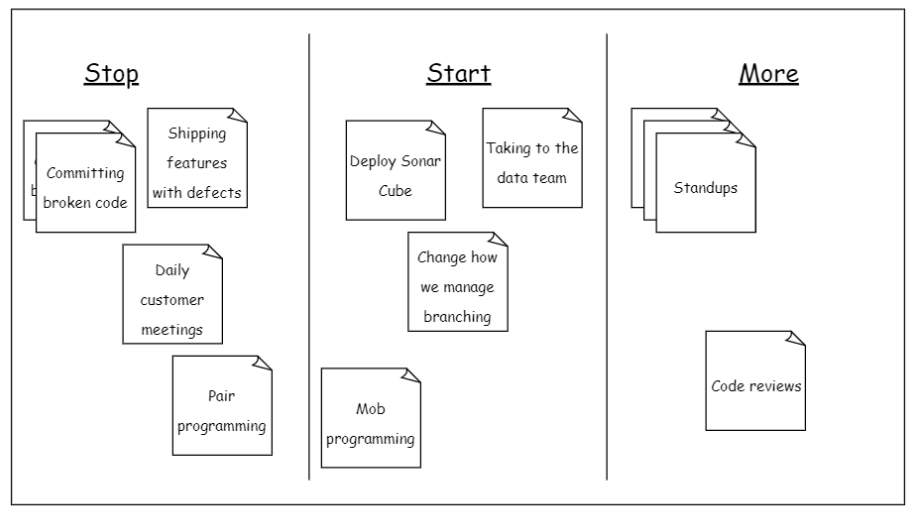 Stop
Start
More
Committing
broken code
Shipping
features
with defects
Daily
customer
meetings
Pair
programming
Deploy Sonar
Cube
Taking to the
data team
Change how
we manage
branching
Mob
programming
Standups
Code reviews